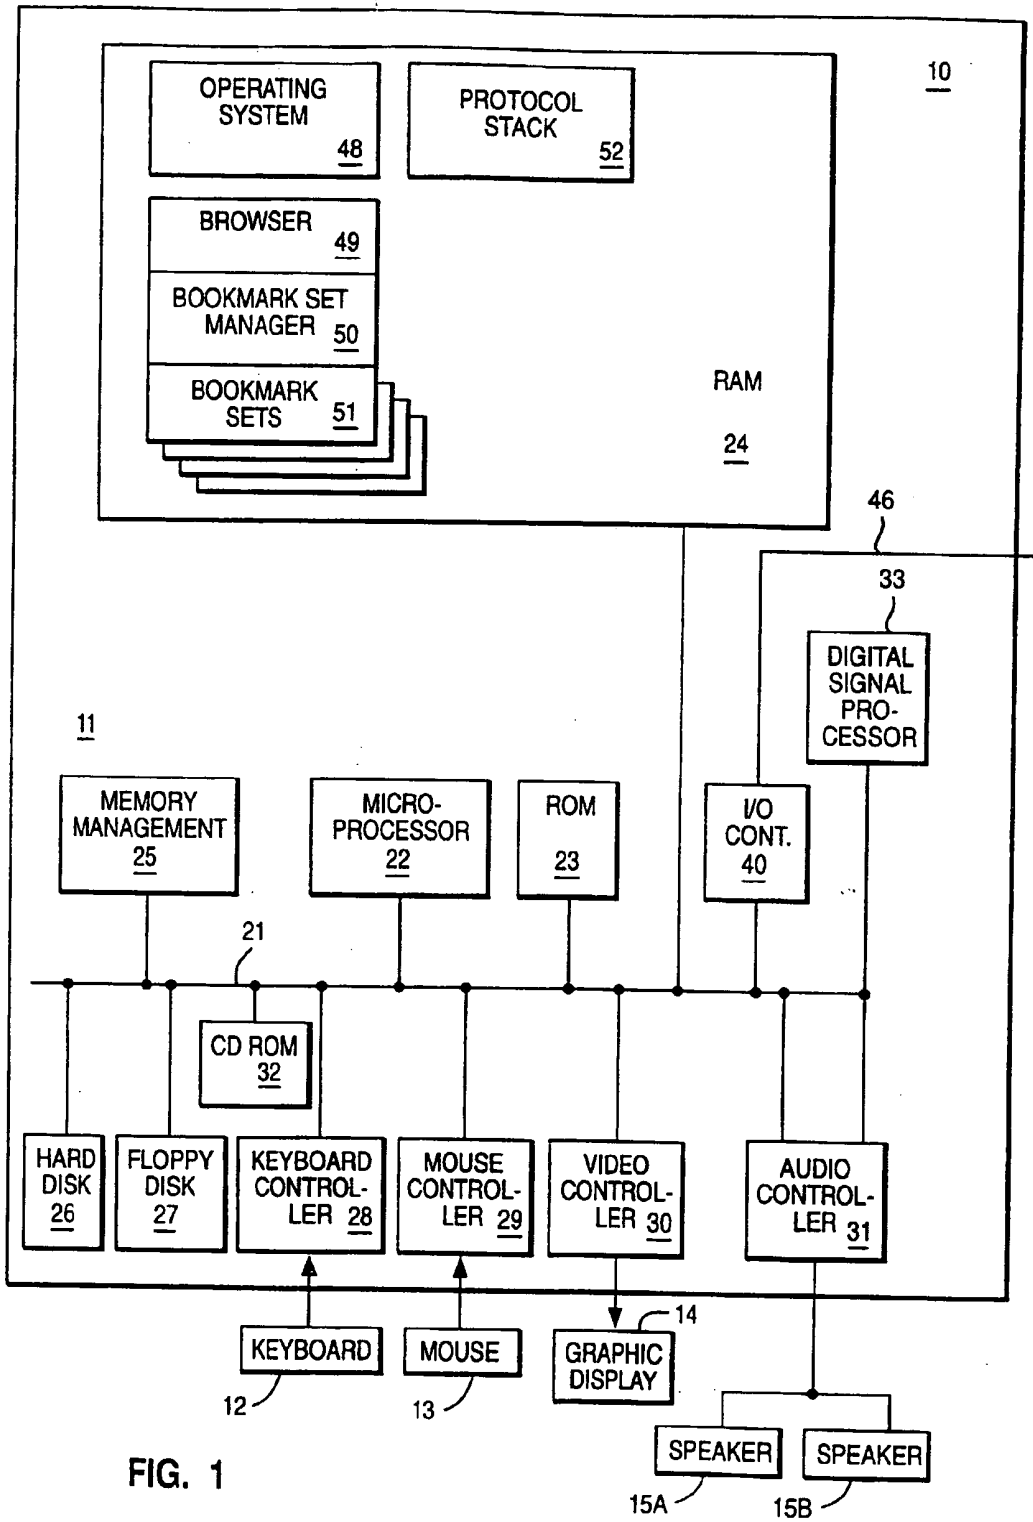 10
OPERATING
SYSTEM
48
PROTOCOL
STACK
52
BROWSER
49
BOOKMARK SET
MANAGER
50
BOOKMARK
SETS
51
RAM
24
46
33
DIGITAL
SIGNAL
PRO-
CESSOR
11
MEMORY
MANAGEMENT
25
MICRO-
PROCESSOR
22
ROM
23
I/O
CONT.
40
21
CD ROM
32
HARD
DISK
26
FLOPPY
DISK
27
KEYBOARD
CONTROL-
LER 28
MOUSE
CONTROL-
LER 29
VIDEO
CONTROL-
LER 30
AUDIO
CONTROL-
LER 31
KEYBOARD
12
MOUSE
13
14
GRAPHIC
DISPLAY
SPEAKER
15A
SPEAKER
15B
FIG. 1